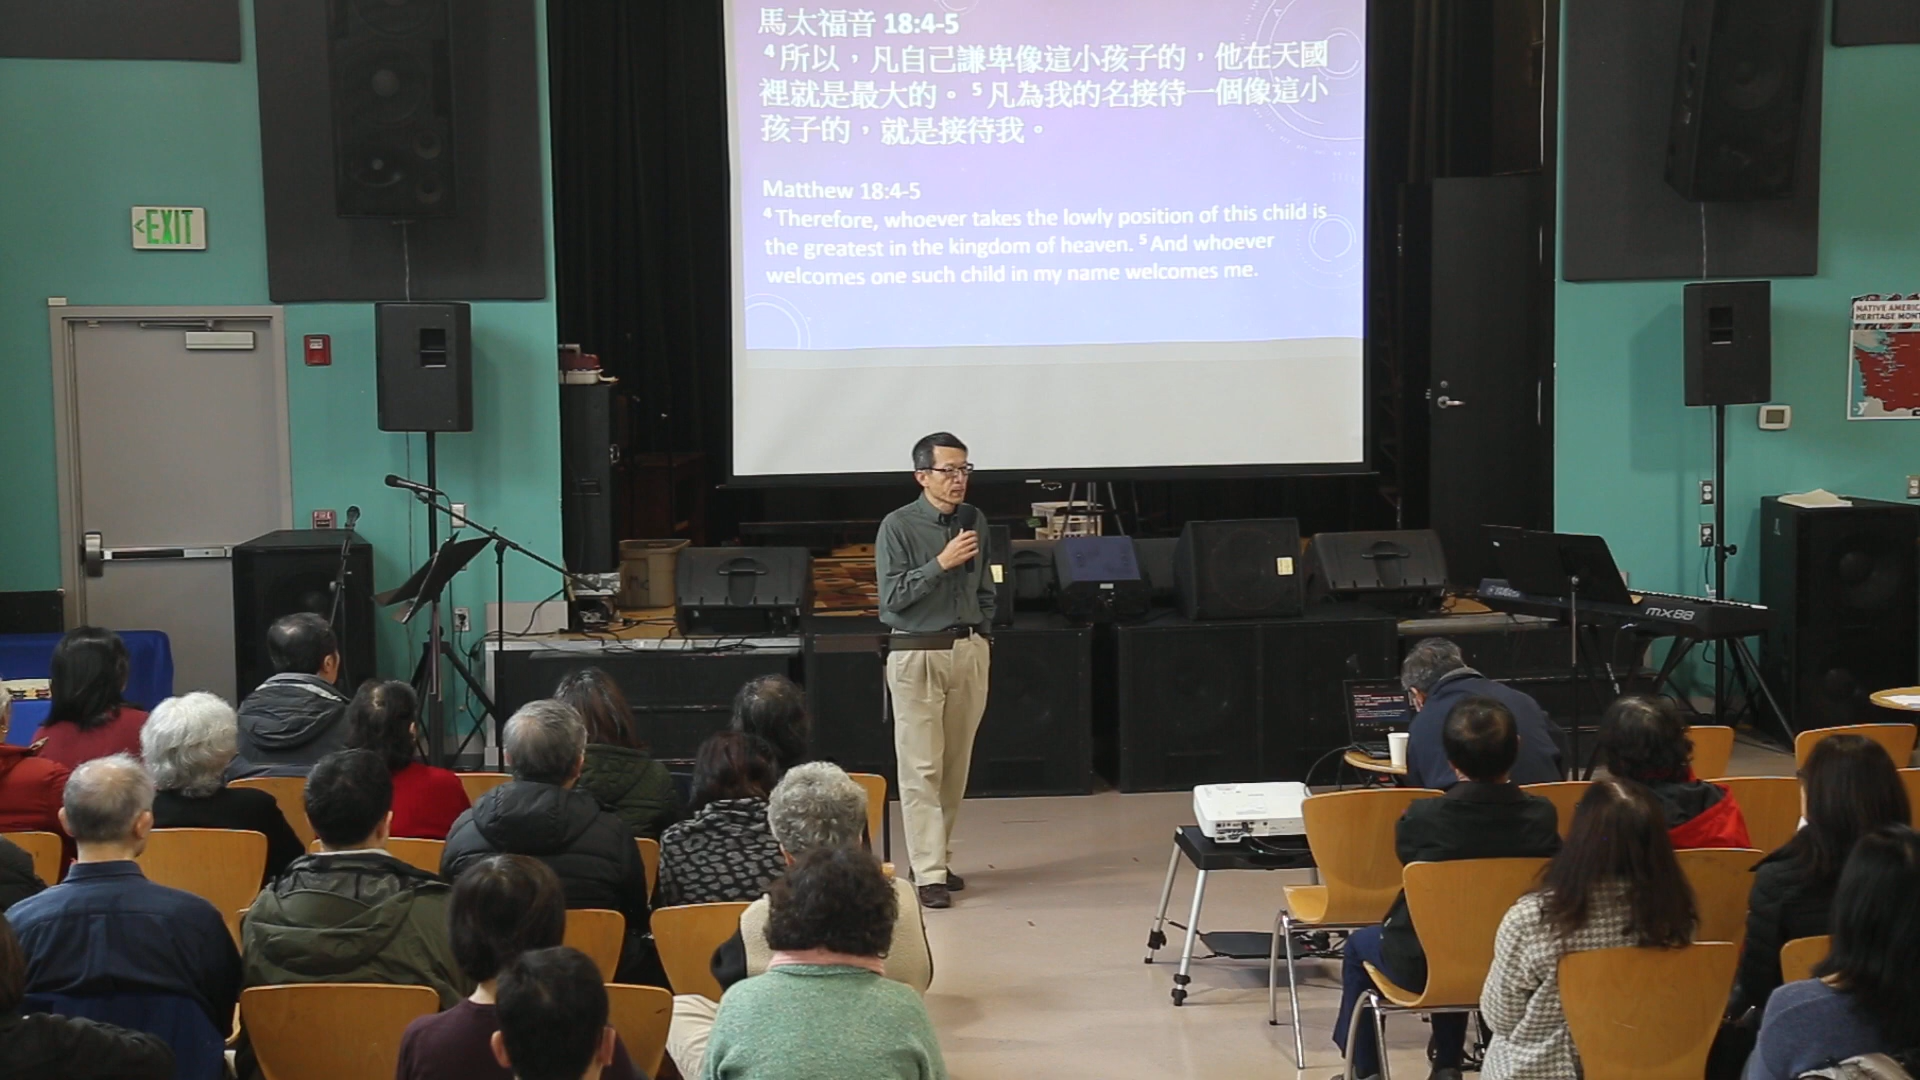 馬太福音 18:4-5
4 所以，凡自己謙卑像這小孩子的，他在天國
裡就是最大的。 5 凡為我的名接待一個像這小
孩子的，就是接待我。
Matthew 18:4-5
4 Therefore, whoever takes the lowly position of this child is
the greatest in the kingdom of heaven. 5 And whoever
welcomes one such child in my name welcomes me.
<EXIT
NATIVE AMERIC
HERITAGE MONT
MX88